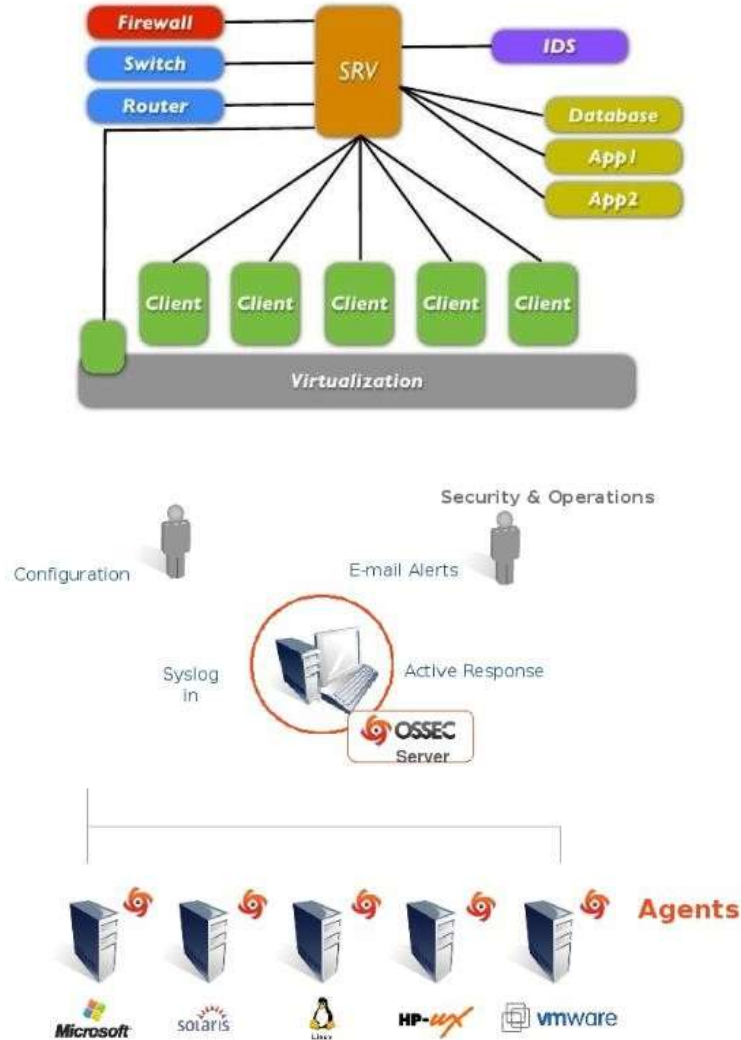 Firewall
Switch
Router
SRV
IDS
Database
App1
App2
Client
Client
Client
Client
Client
Virtualization
Security & Operations
Configuration
E-mail Alerts
Syslog
in
Active Response
OSSEC
Server
Agents
Microsoft
solaris
Linux
HP-UX
vmware